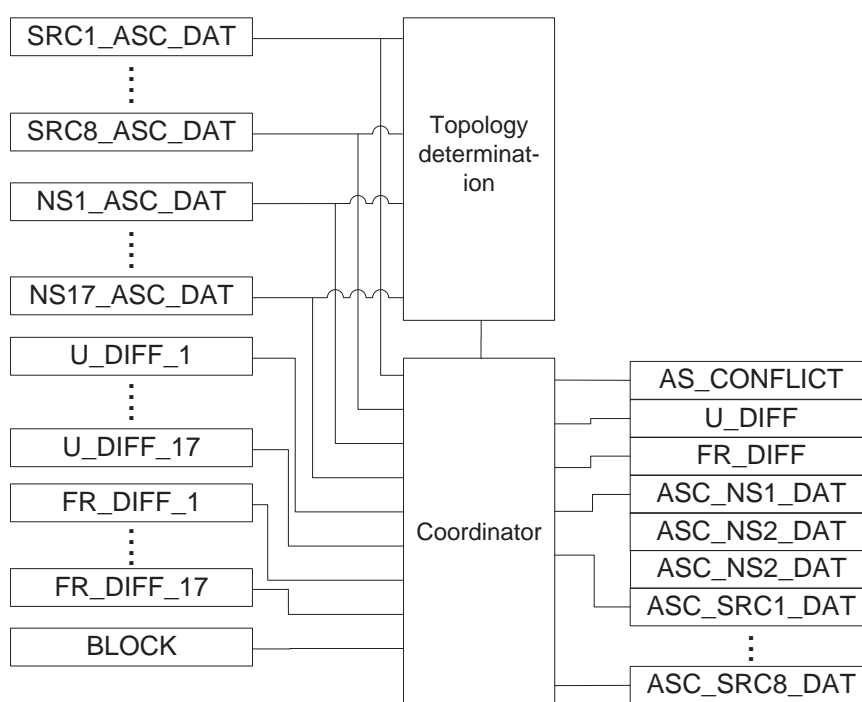 SRC1_ASC_DAT
SRC8_ASC_DAT
NS1_ASC_DAT
NS17_ASC_DAT
U_DIFF_1
U_DIFF_17
FR_DIFF_1
FR_DIFF_17
BLOCK
Topology
determinat-
ion
Coordinator
AS_CONFLICT
U_DIFF
FR_DIFF
ASC_NS1_DAT
ASC_NS2_DAT
ASC_NS2_DAT
ASC_SRC1_DAT
ASC_SRC8_DAT